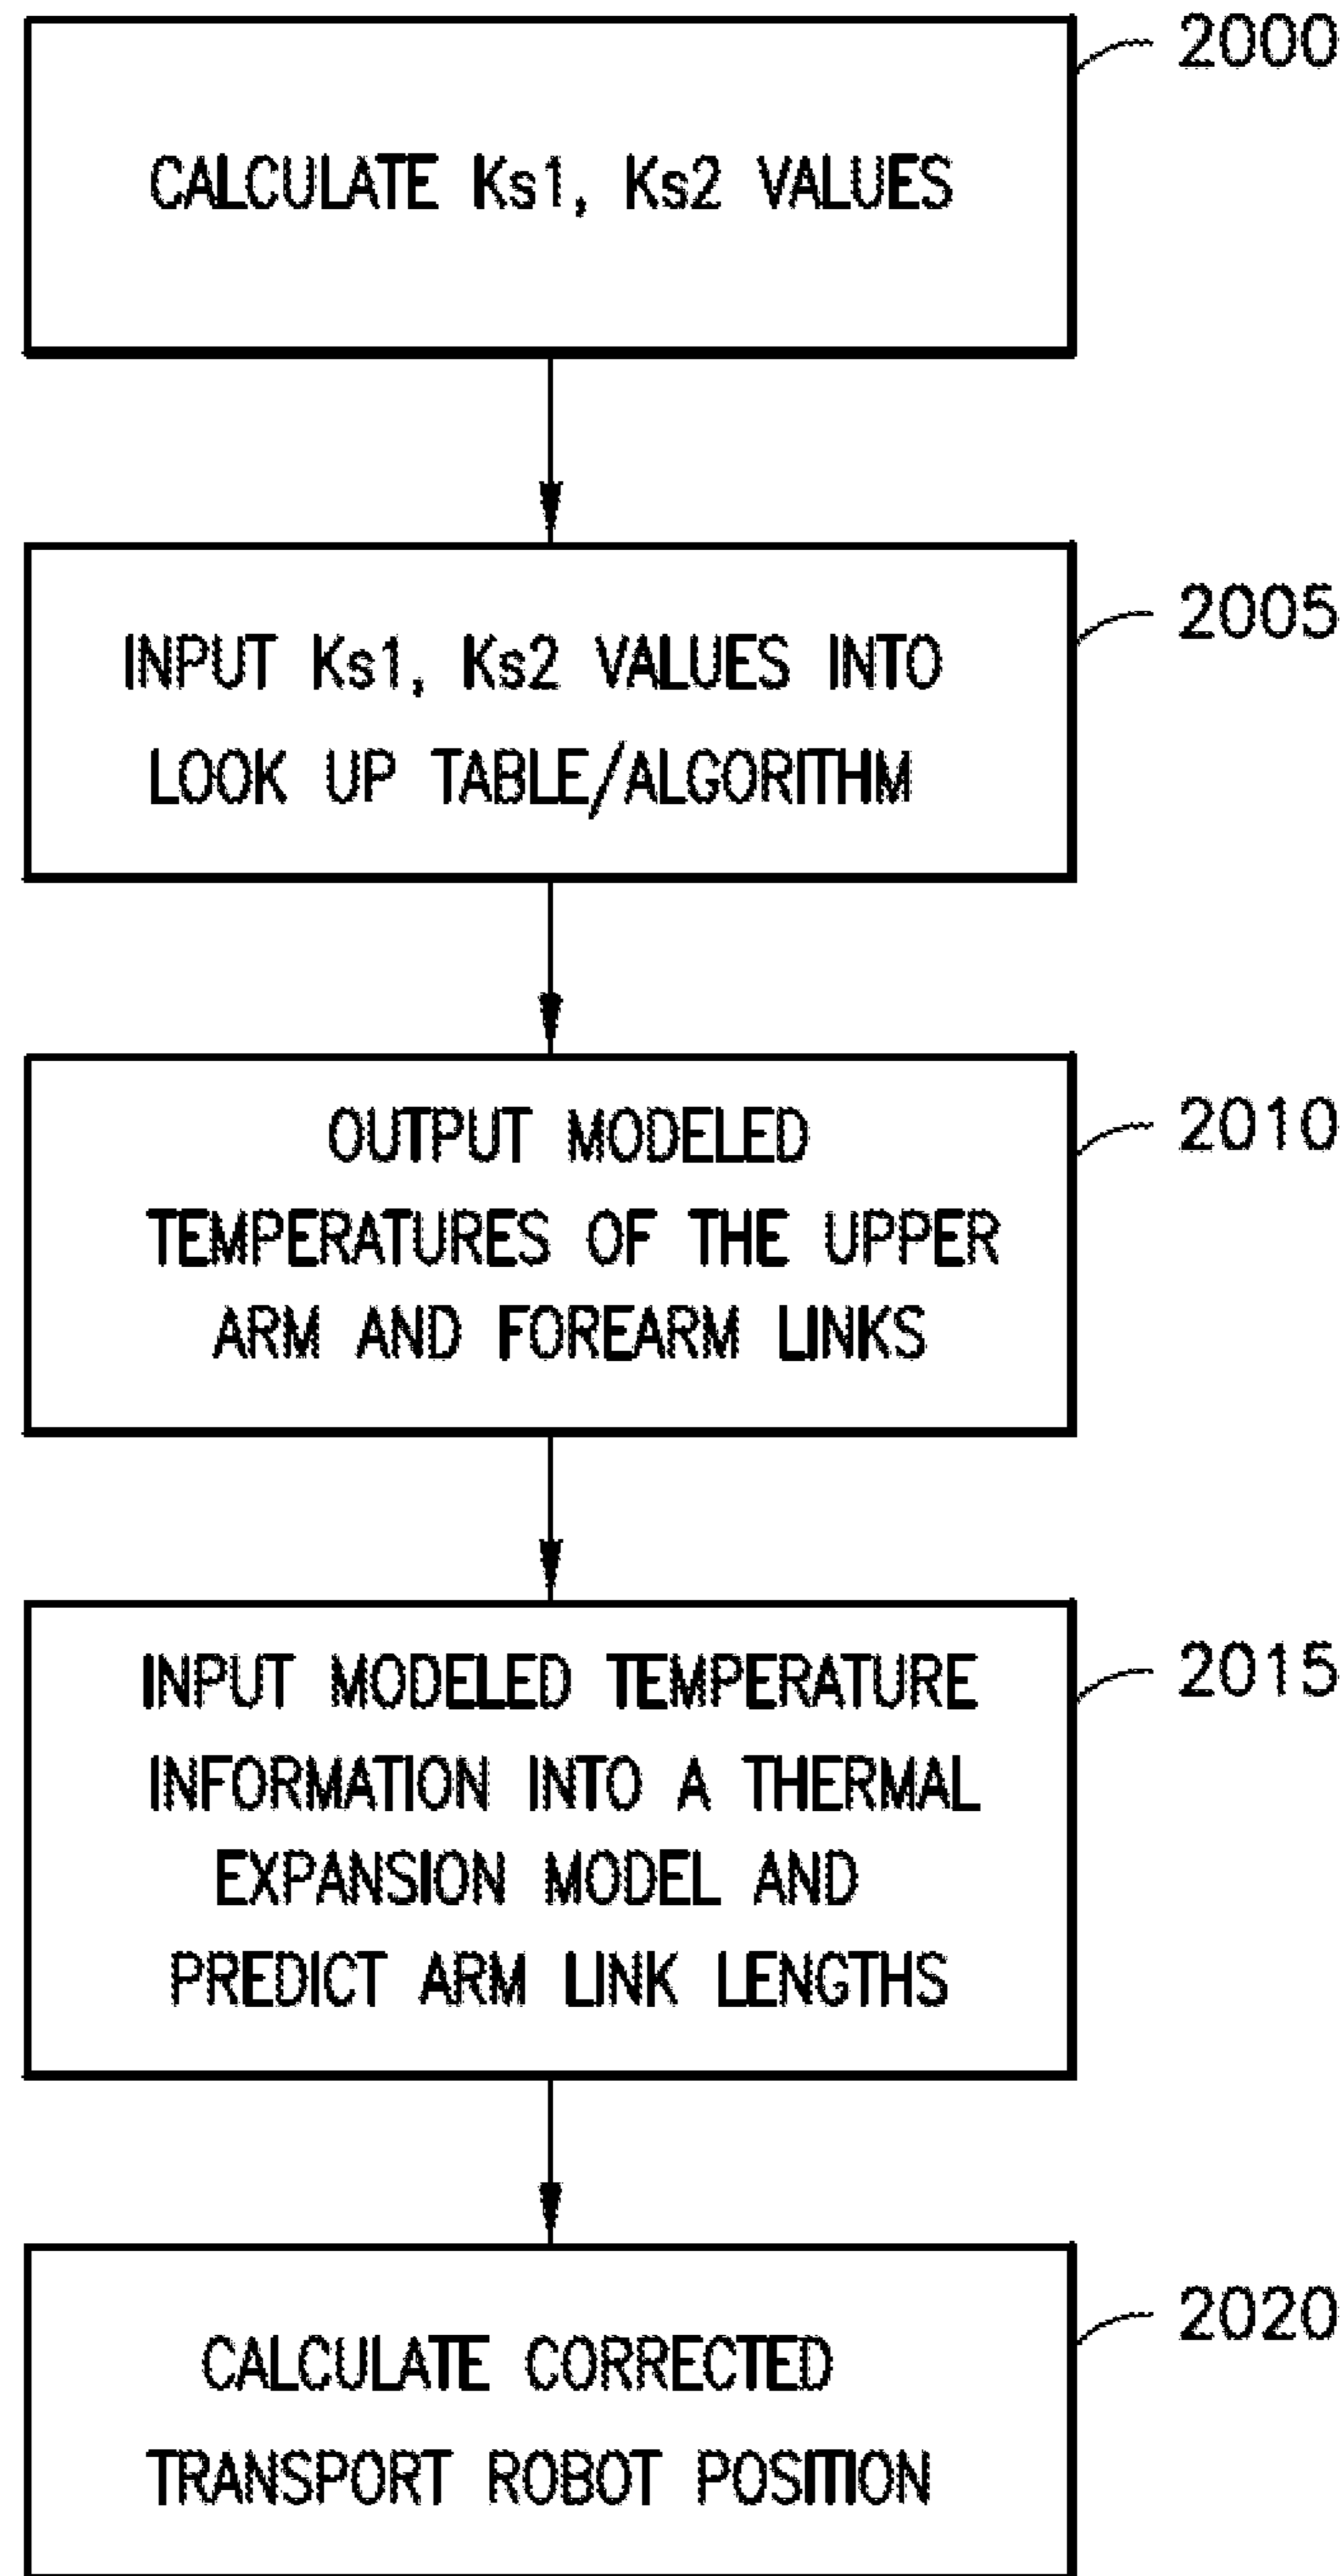 2000
CALCULATE Ks1, Ks2 VALUES
2005
INPUT Ks1, Ks2 VALUES INTO
LOOK UP TABLE/ALGORITHM
2010
OUTPUT MODELED
TEMPERATURES OF THE UPPER
ARM AND FOREARM LINKS
2015
INPUT MODELED TEMPERATURE
INFORMATION INTO A THERMAL
EXPANSION MODEL AND
PREDICT ARM LINK LENGTHS
2020
CALCULATE CORRECTED
TRANSPORT ROBOT POSITION